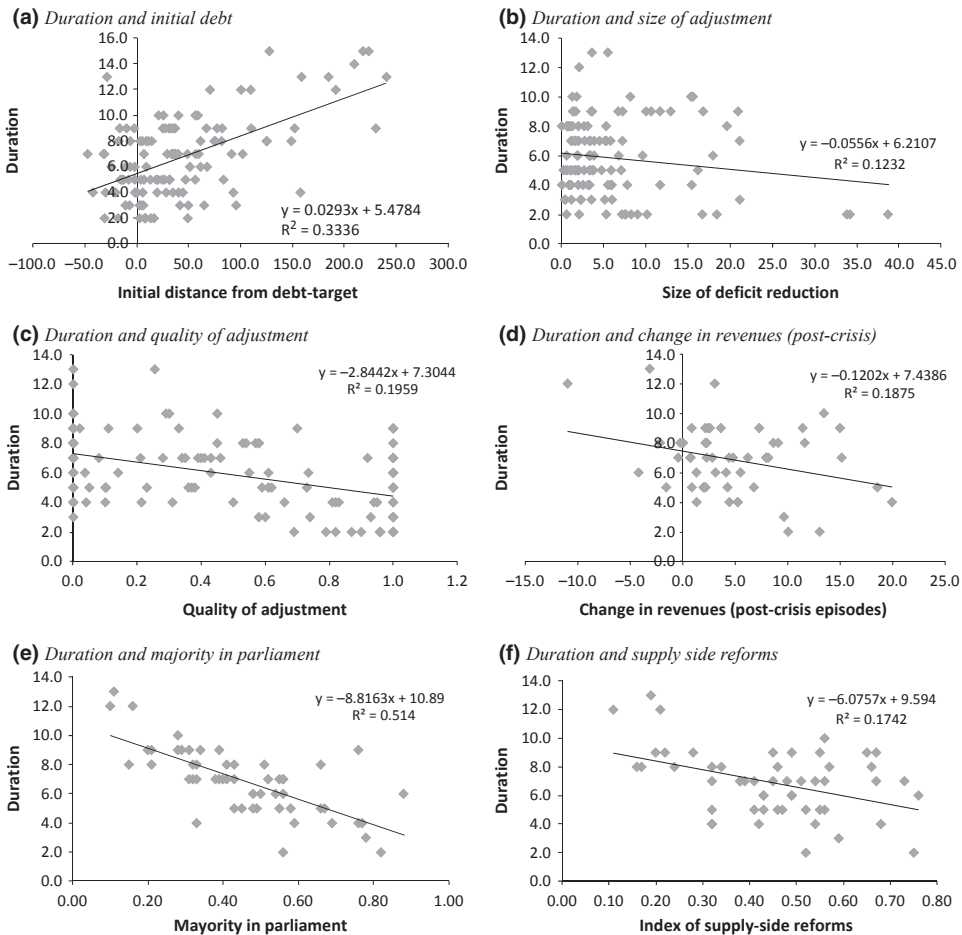 (a) Duration and initial debt
16.0
14.0
12.0
10.0
8.0
6.0
4.0
2.0
0.0
Duration
y = 0.0293x + 5.4784
R² = 0.3336
−100.0 −50.0 0.0 50.0 100.0 150.0 200.0 250.0 300.0
Initial distance from debt-target
(b) Duration and size of adjustment
14.0
12.0
10.0
8.0
6.0
4.0
2.0
0.0
Duration
y = −0.0556x + 6.2107
R² = 0.1232
0.0 5.0 10.0 15.0 20.0 25.0 30.0 35.0 40.0 45.0
Size of deficit reduction
(c) Duration and quality of adjustment
14.0
12.0
10.0
8.0
6.0
4.0
2.0
0.0
Duration
y = −2.8442x + 7.3044
R² = 0.1959
0.0 0.2 0.4 0.6 0.8 1.0 1.2
Quality of adjustment
(d) Duration and change in revenues (post-crisis)
14.0
12.0
10.0
8.0
6.0
4.0
2.0
0.0
Duration
y = −0.1202x + 7.4386
R² = 0.1875
−15.0 −10.0 −5.0 0.0 5.0 10.0 15.0 20.0 25.0
Change in revenues (post-crisis episodes)
(e) Duration and majority in parliament
14.0
12.0
10.0
8.0
6.0
4.0
2.0
0.0
Duration
y = −8.8163x + 10.89
R² = 0.514
0.00 0.20 0.40 0.60 0.80 1.00
Mayority in parliament
(f) Duration and supply side reforms
14.0
12.0
10.0
8.0
6.0
4.0
2.0
0.0
Duration
y = −6.0757x + 9.594
R² = 0.1742
0.00 0.10 0.20 0.30 0.40 0.50 0.60 0.70 0.80
Index of supply-side reforms